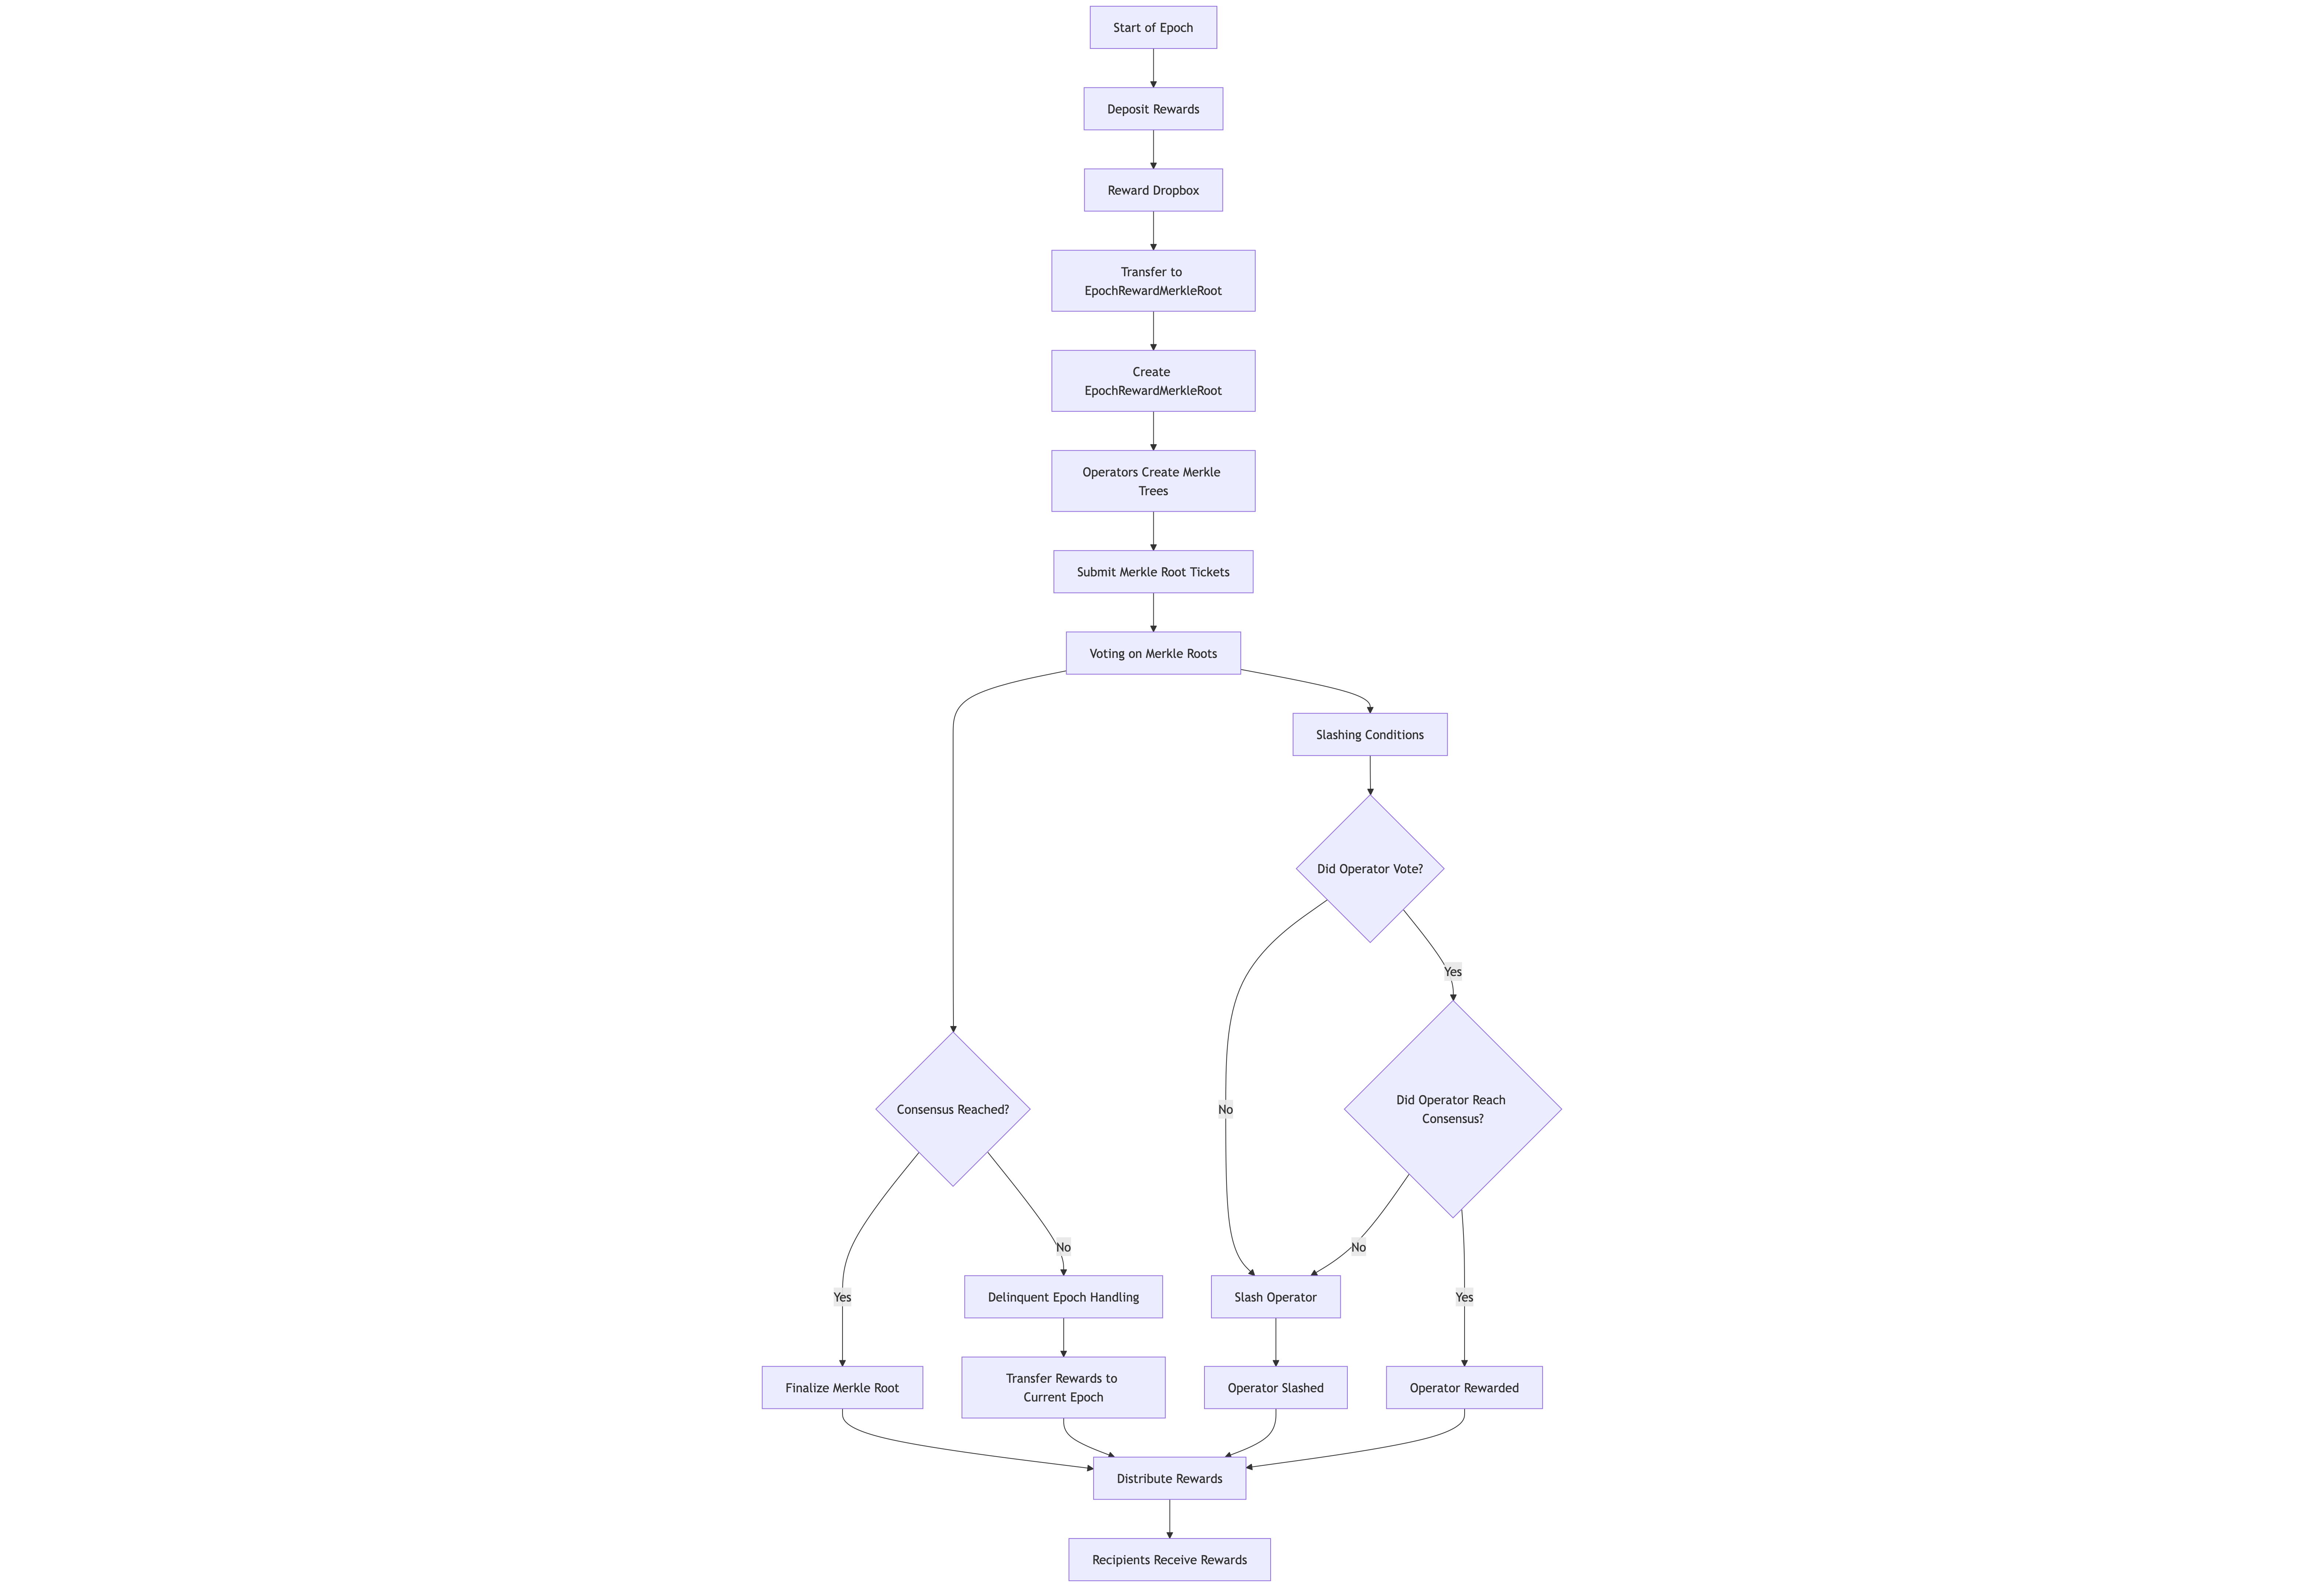 Start of Epoch
Deposit Rewards
Reward Dropbox
Transfer to
EpochRewardMerkleRoot
Create
EpochRewardMerkleRoot
Operators Create Merkle
Trees
Submit Merkle Root Tickets
Voting on Merkle Roots
Slashing Conditions
Did Operator Vote?
Yes
Consensus Reached?
No
Did Operator Reach
Consensus?
No
No
Yes
Delinquent Epoch Handling
Slash Operator
Yes
Finalize Merkle Root
Transfer Rewards to
Current Epoch
Operator Slashed
Operator Rewarded
Distribute Rewards
Recipients Receive Rewards